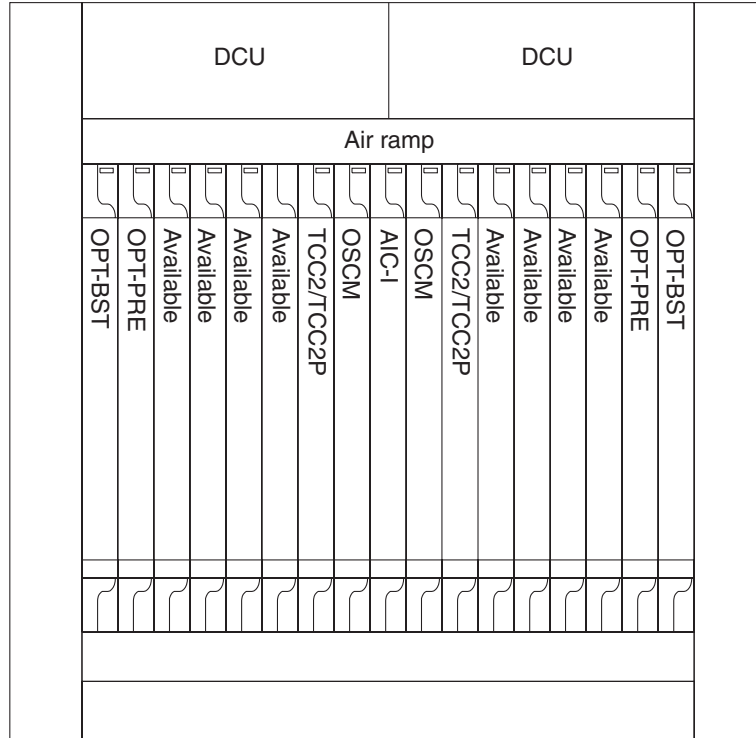 DCU
DCU
Air ramp
OPT-BST
OPT-PRE
Available
Available
Available
Available
TCC2/TCC2P
OSCM
AIC-I
OSCM
TCC2/TCC2P
Available
Available
Available
Available
OPT-PRE
OPT-BST